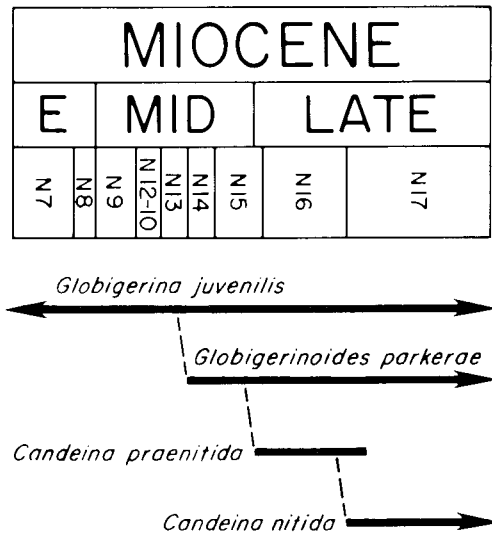 MIOCENE
E MID LATE
N7 N8 N9 N12-10 N13 N14 N15 N16 N17
Globigerina juvenilis
Globigerinoides parkerae
Candeina praenitida
Candeina nitida